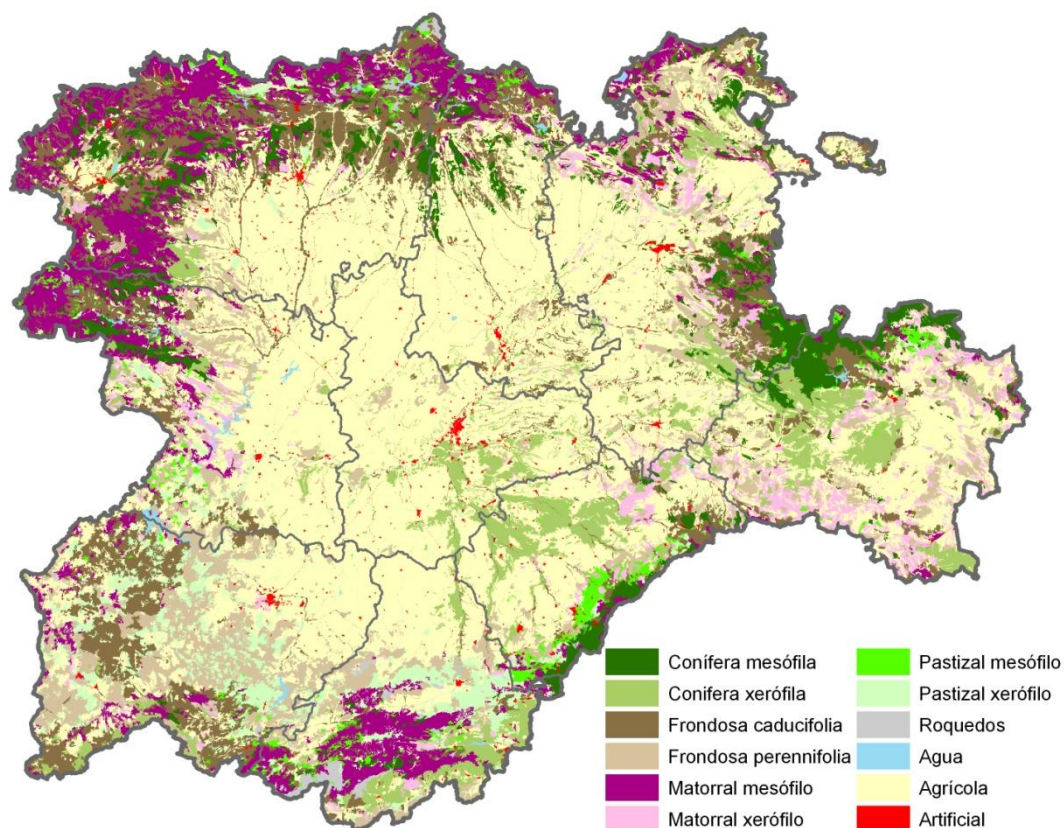 Conífera mesófila
Conifera xerófila
Frondosa caducifolia
Frondosa perennifolia
Matorral mesófilo
Matorral xerófilo
Pastizal mesófilo
Pastizal xerófilo
Roquedos
Agua
Agrícola
Artificial